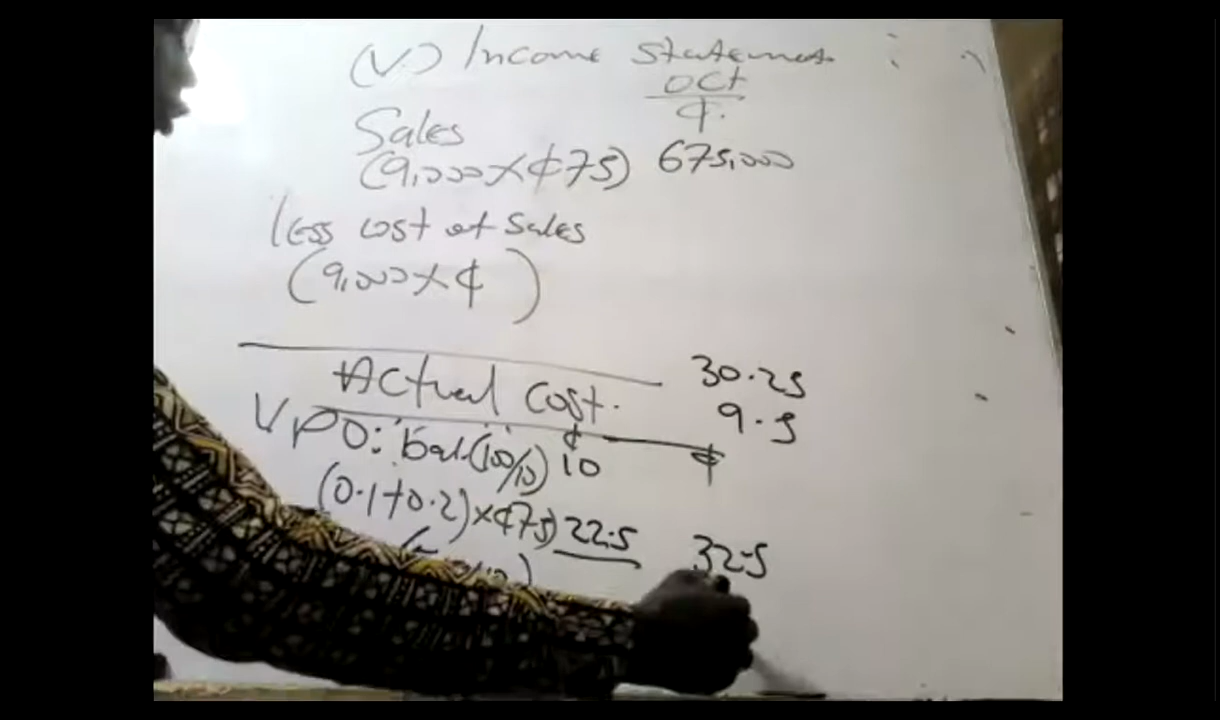 (V) Income Statement
Oct
¢
Sales
(9,000 X ¢75) 675,000
less cost of sales
(9,000 X ¢ )
30.25
Actual Cost.
9.5
¢ ¢
VPO: bal.(100/10) 10
(0.1+0.2) X ¢75) 22.5 32.5